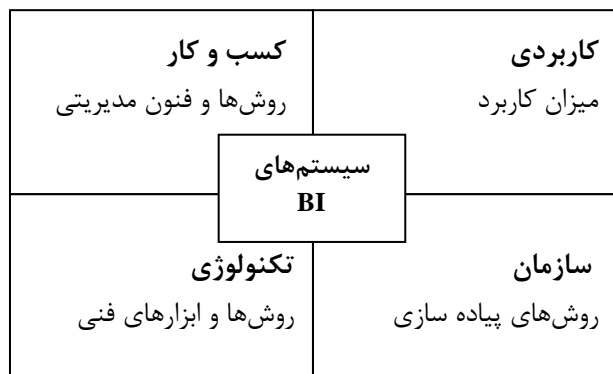 کاربردی
میزان کاربرد
کسب و کار
روش‌ها و فنون مدیریتی
سیستم‌های
BI
سازمان
روش‌های پیاده سازی
تکنولوژی
روش‌ها و ابزارهای فنی